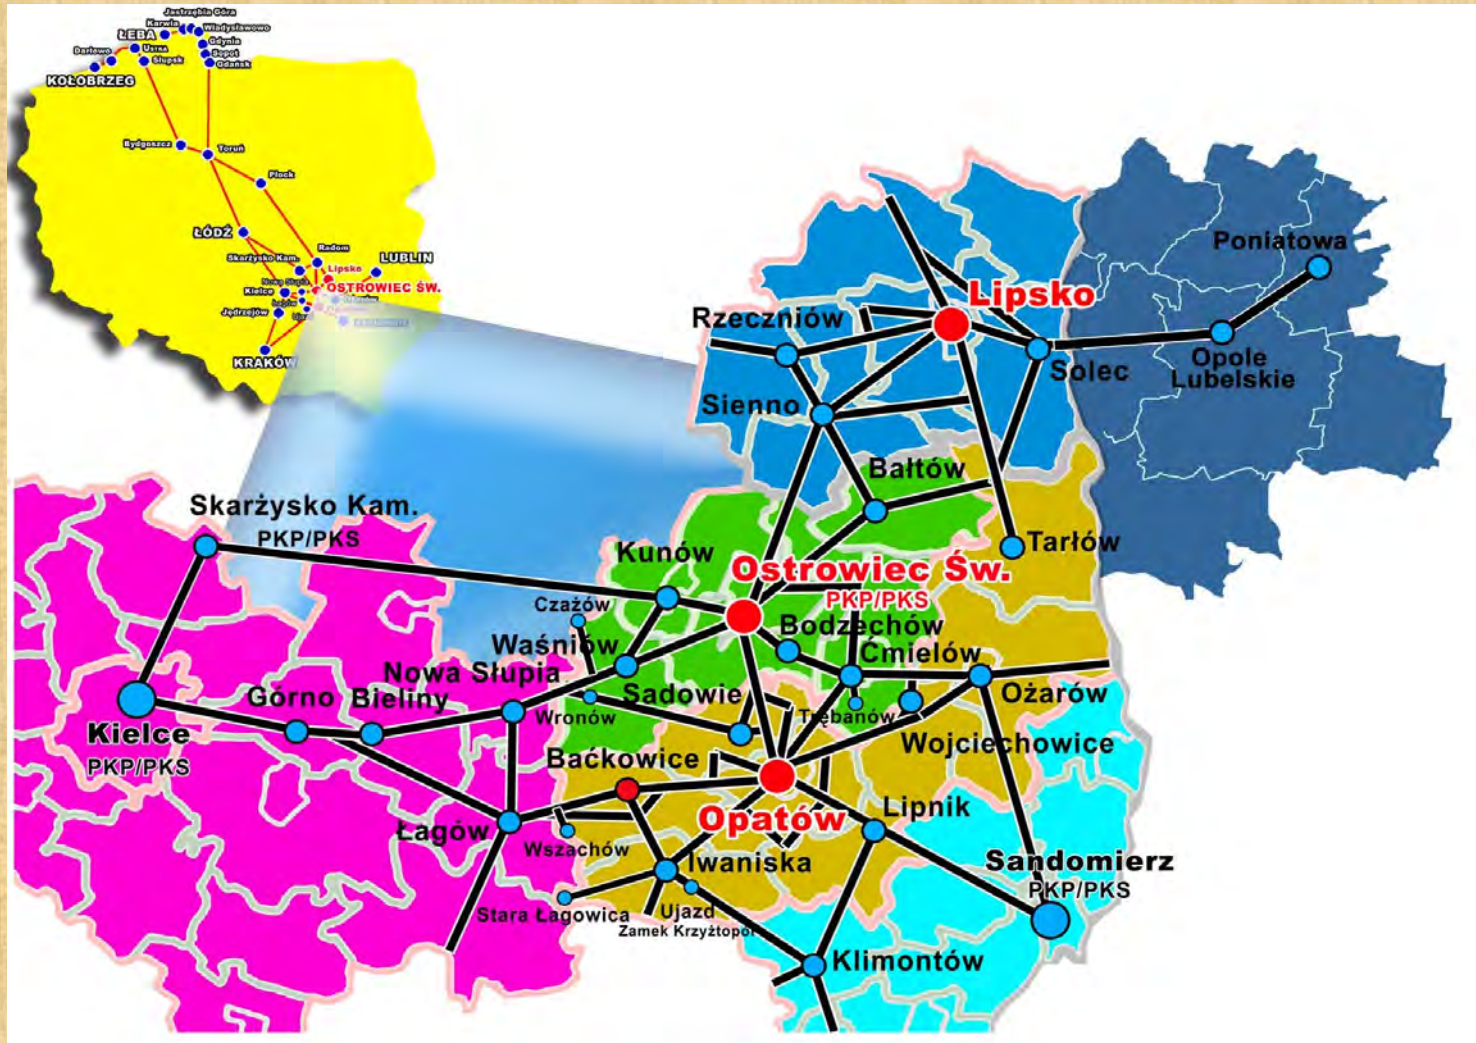 Jastrzębia Góra
Karwia
Władysławowo
ŁEBA
Gdynia
Darłowo
Ustka
Sopot
Słupsk
Gdańsk
KOŁOBRZEG
Bydgoszcz
Toruń
Płock
ŁÓDŹ
Radom
Skarżysko Kam.
LUBLIN
Lipsko
Kielce
OSTROWIEC ŚW.
Łagów
Jędrzejów
KRAKÓW
Poniatowa
Lipsko
Rzeczniów
Opole
Lubelskie
Solec
Sienno
Bałtów
Skarżysko Kam.
PKP/PKS
Kunów
Tarłów
Ostrowiec Św.
PKP/PKS
Czażów
Bodzechów
Waśniów
Ćmielów
Nowa Słupia
Górno
Bieliny
Sadowie
Ożarów
Wronów
Trębanów
Kielce
PKP/PKS
Wojciechowice
Baćkowice
Lipnik
Opatów
Łagów
Wszachów
Iwaniska
Sandomierz
PKP/PKS
Stara Łagowica
Ujazd
Zamek Krzyżtopór
Klimontów